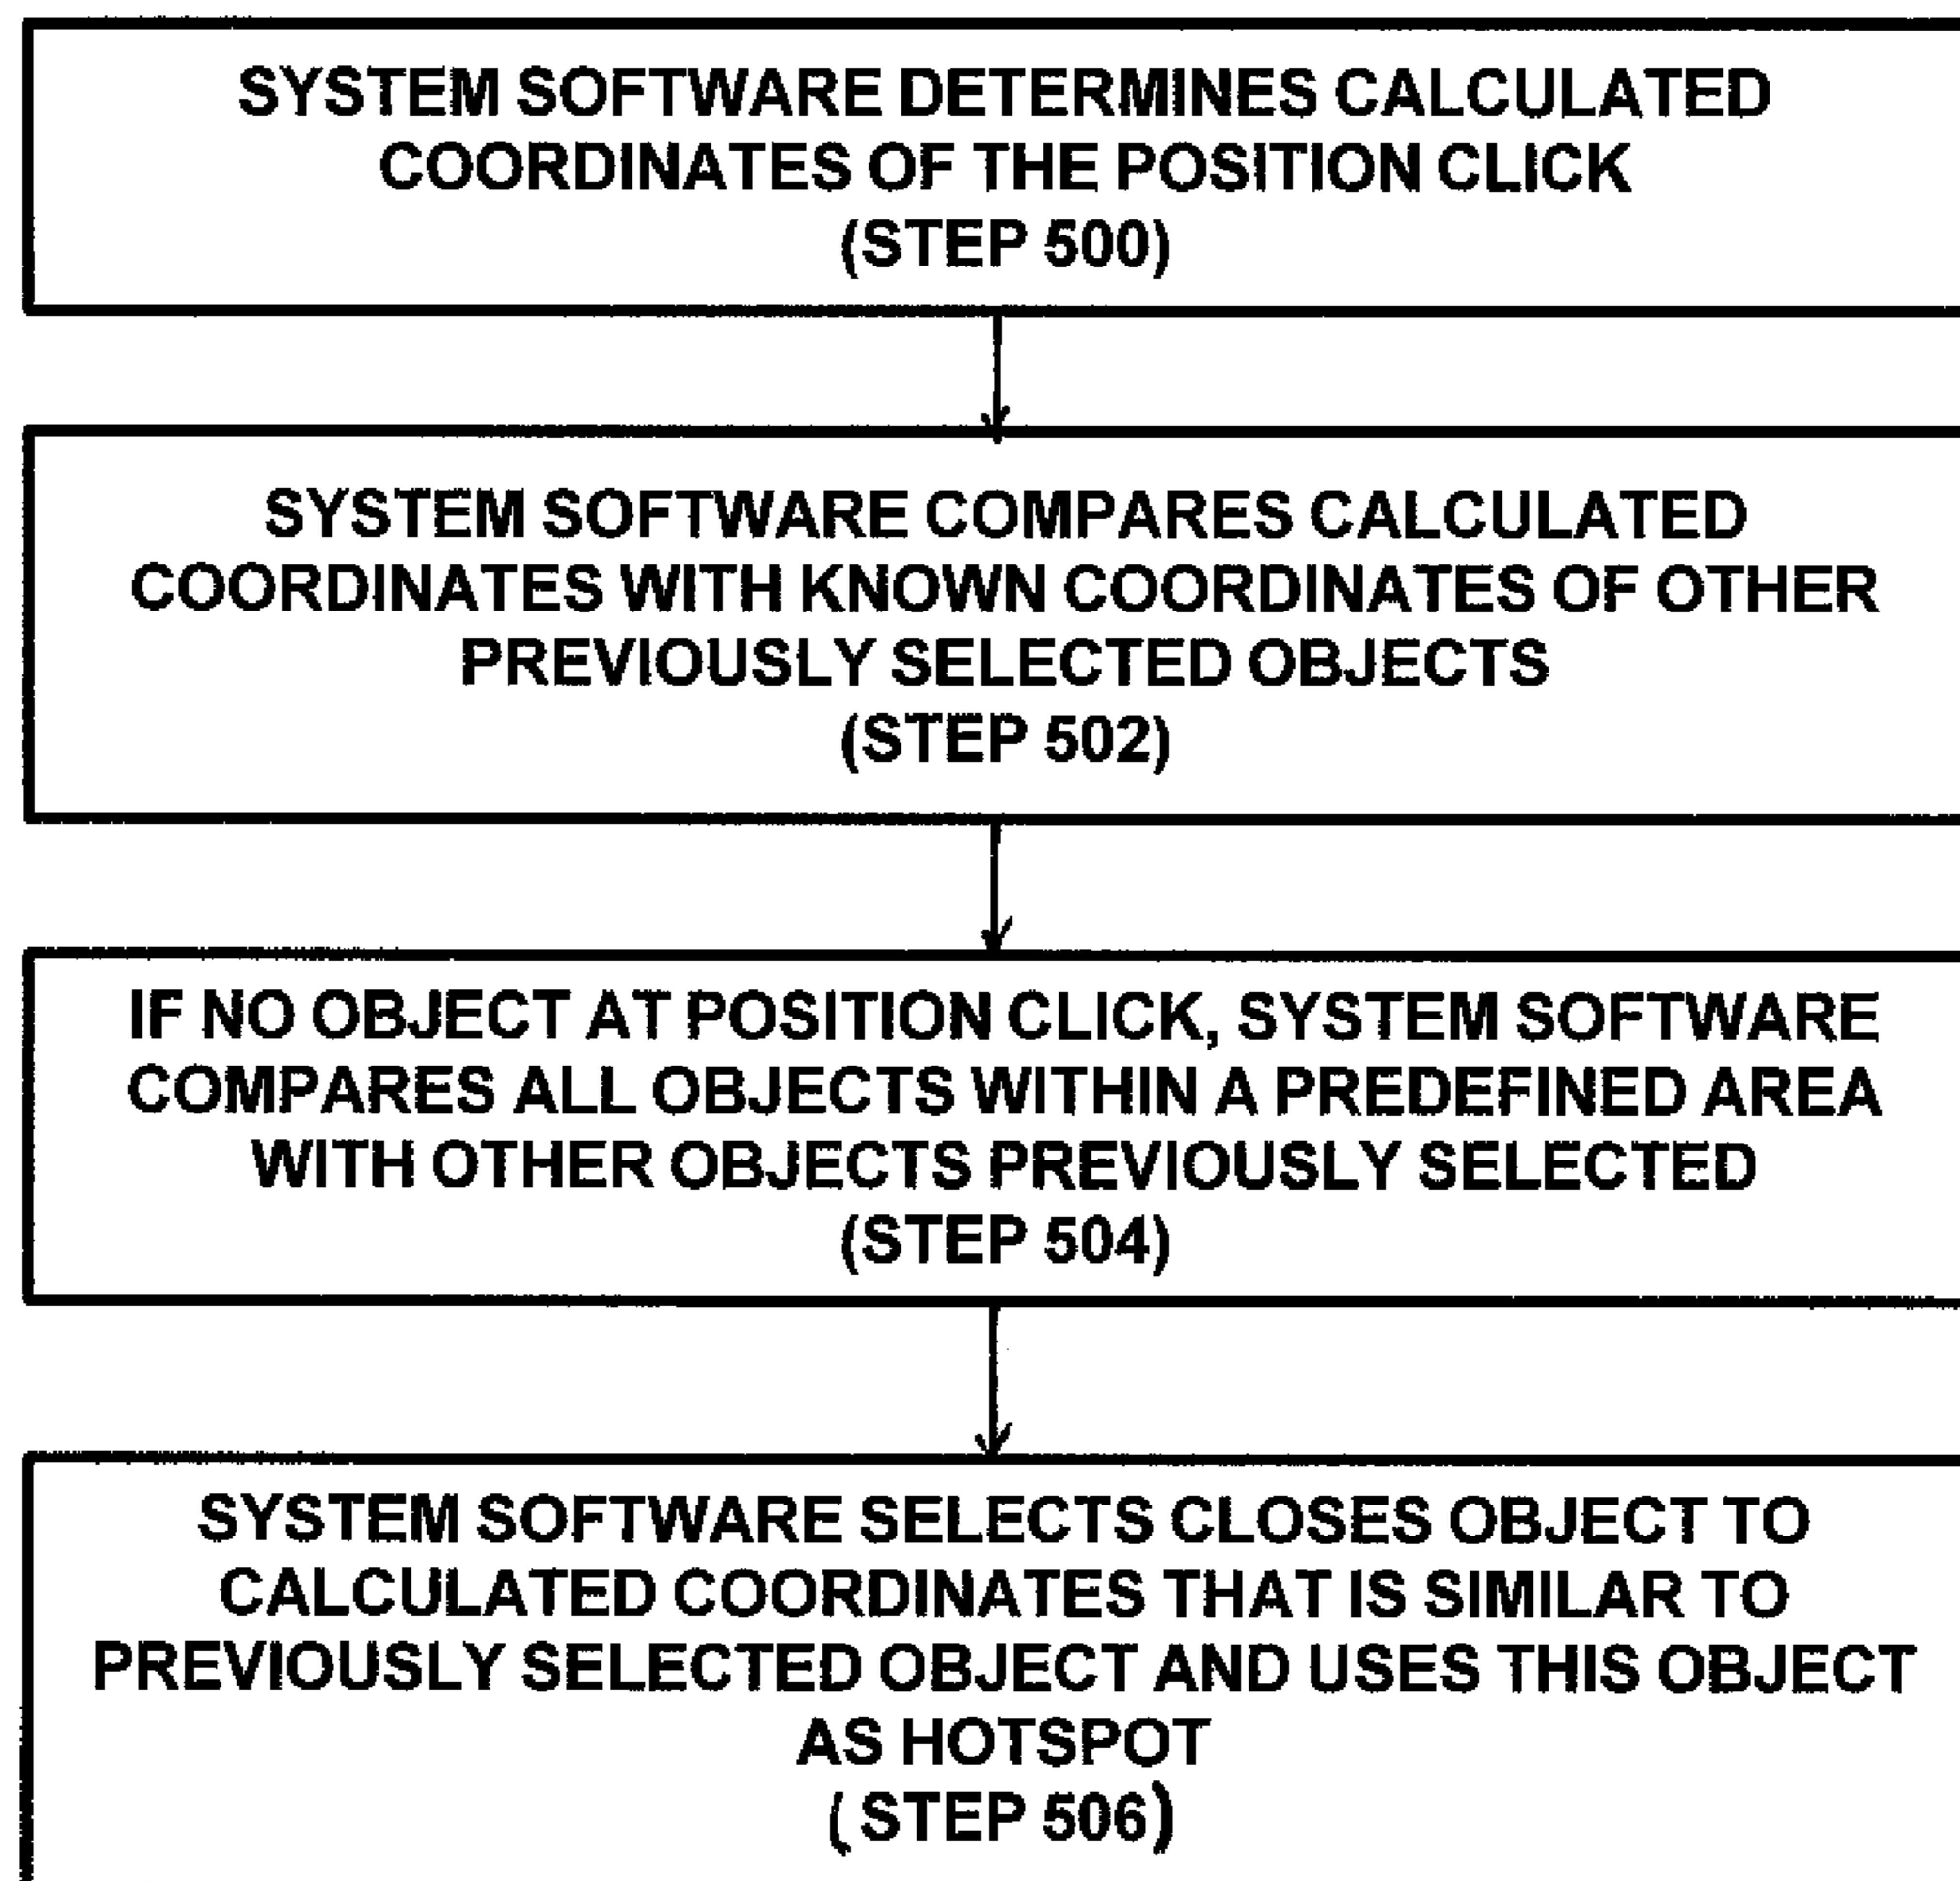 SYSTEM SOFTWARE DETERMINES CALCULATED
COORDINATES OF THE POSITION CLICK
(STEP 500)
SYSTEM SOFTWARE COMPARES CALCULATED
COORDINATES WITH KNOWN COORDINATES OF OTHER
PREVIOUSLY SELECTED OBJECTS
(STEP 502)
IF NO OBJECT AT POSITION CLICK, SYSTEM SOFTWARE
COMPARES ALL OBJECTS WITHIN A PREDEFINED AREA
WITH OTHER OBJECTS PREVIOUSLY SELECTED
(STEP 504)
SYSTEM SOFTWARE SELECTS CLOSES OBJECT TO
CALCULATED COORDINATES THAT IS SIMILAR TO
PREVIOUSLY SELECTED OBJECT AND USES THIS OBJECT
AS HOTSPOT
(STEP 506)